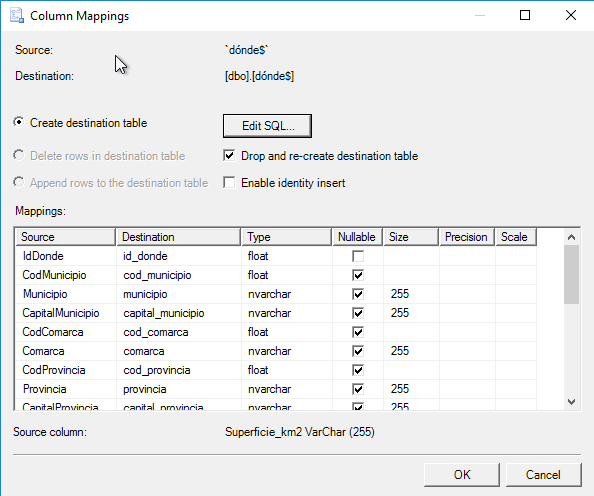 Column Mappings
Source: `dónde$`
Destination: [dbo].[dónde$]
Create destination table Edit SQL...
Delete rows in destination table Drop and re-create destination table
Append rows to the destination table Enable identity insert
Mappings:
Source Destination Type Nullable Size Precision Scale
IdDonde id_donde float
CodMunicipio cod_municipio float
Municipio municipio nvarchar 255
CapitalMunicipio capital_municipio nvarchar 255
CodComarca cod_comarca float
Comarca comarca nvarchar 255
CodProvincia cod_provincia float
Provincia provincia nvarchar 255
CapitalProvincia capital_provincia nvarchar 255
Source column: Superficie_km2 VarChar (255)
OK Cancel